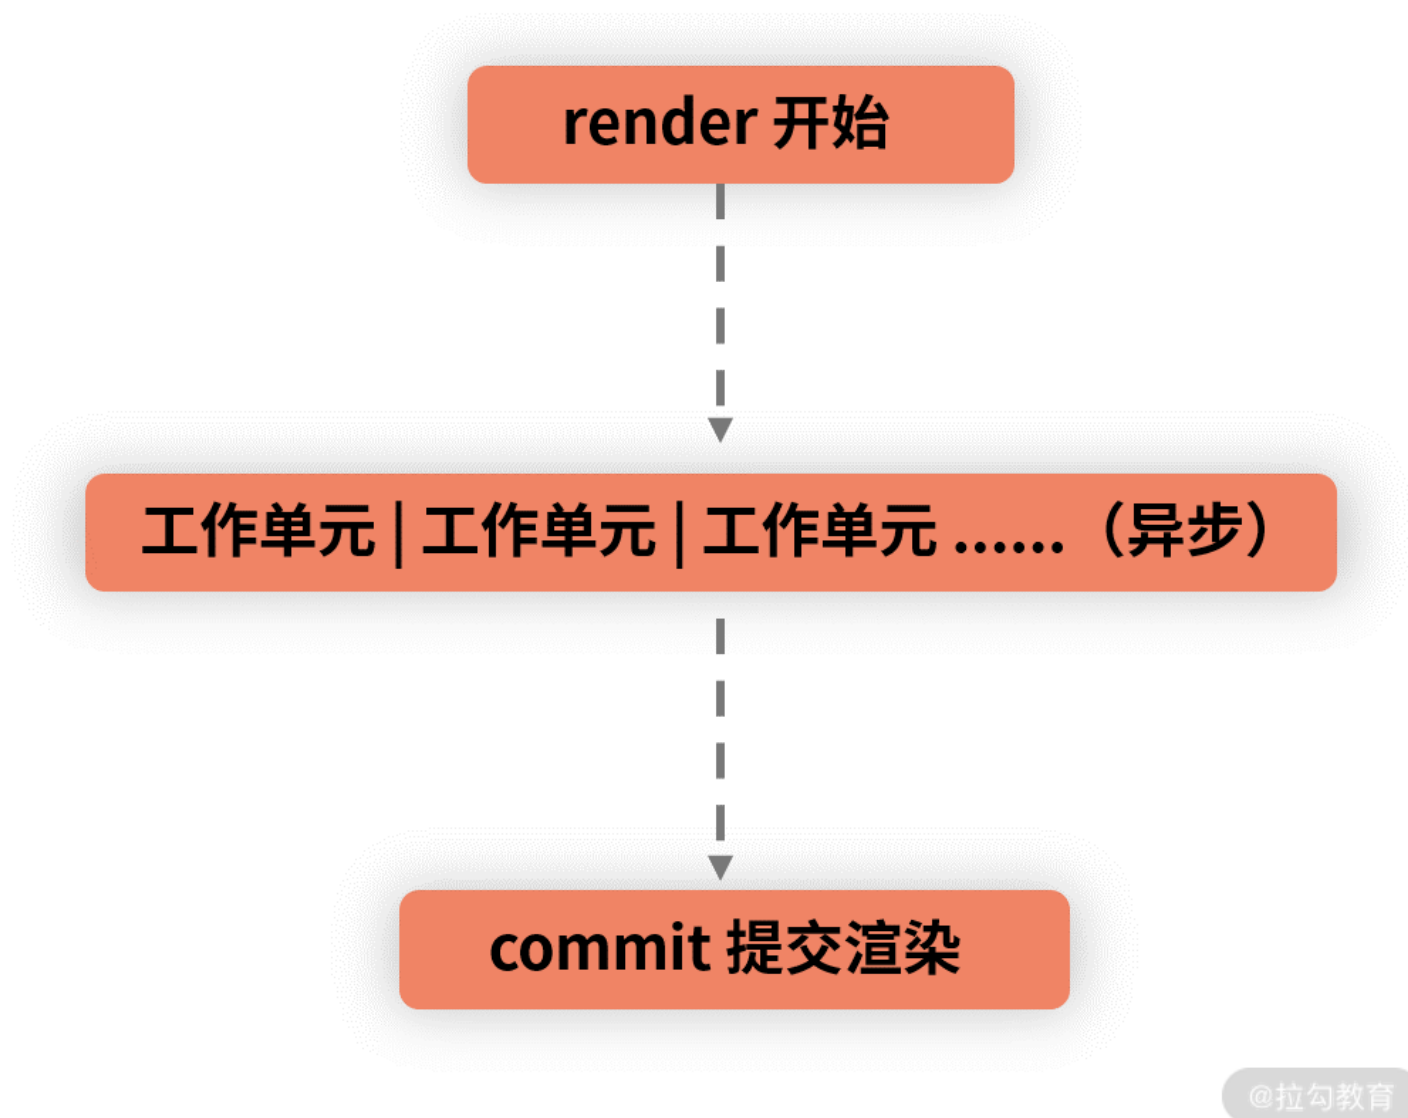 render 开始
工作单元 | 工作单元 | 工作单元 ......（异步）
commit 提交渲染
@拉勾教育